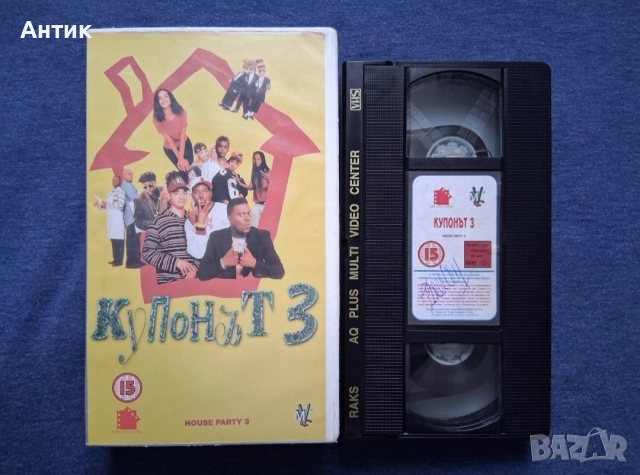 Антик
КУПОНЪТ 3
15
HOUSE PARTY 3
VHS
RAKS AQ PLUS MULTI VIDEO CENTER
КУПОНЪТ 3
HOUSE PARTY 3
15
BAZAR